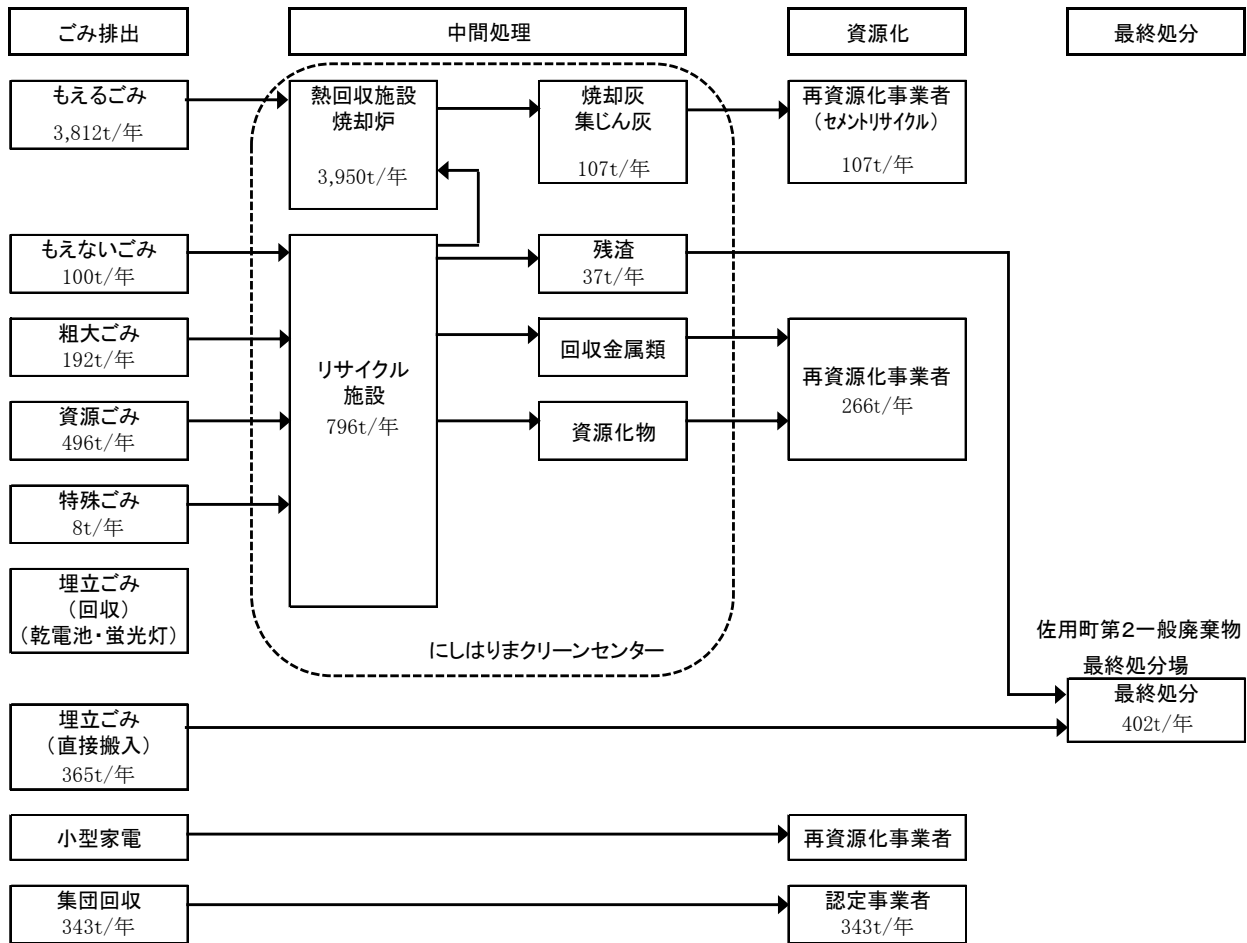 ごみ排出
中間処理
資源化
最終処分
もえるごみ
3,812t/年
熱回収施設
焼却炉
3,950t/年
焼却灰
集じん灰
107t/年
再資源化事業者
（セメントリサイクル）
107t/年
もえないごみ
100t/年
粗大ごみ
192t/年
資源ごみ
496t/年
特殊ごみ
8t/年
埋立ごみ
（回収）
（乾電池・蛍光灯）
リサイクル
施設
796t/年
残渣
37t/年
回収金属類
資源化物
再資源化事業者
266t/年
にしはりまクリーンセンター
佐用町第2一般廃棄物
最終処分場
最終処分
402t/年
埋立ごみ
（直接搬入）
365t/年
小型家電
再資源化事業者
集団回収
343t/年
認定事業者
343t/年